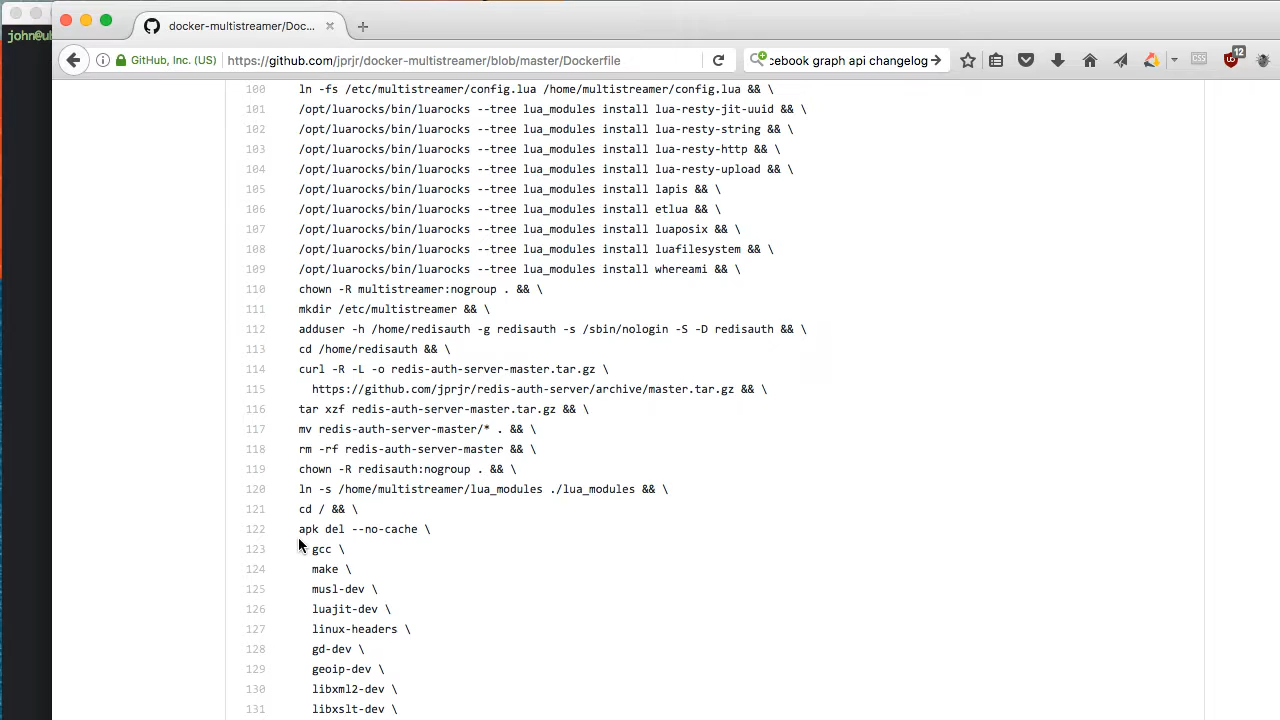 john@ub
docker-multistreamer/Doc...
GitHub, Inc. (US)
https://github.com/jprjr/docker-multistreamer/blob/master/Dockerfile
cebook graph api changelog
css
12
100 ln -fs /etc/multistreamer/config.lua /home/multistreamer/config.lua && \
101 /opt/luarocks/bin/luarocks --tree lua_modules install lua-resty-jit-uuid && \
102 /opt/luarocks/bin/luarocks --tree lua_modules install lua-resty-string && \
103 /opt/luarocks/bin/luarocks --tree lua_modules install lua-resty-http && \
104 /opt/luarocks/bin/luarocks --tree lua_modules install lua-resty-upload && \
105 /opt/luarocks/bin/luarocks --tree lua_modules install lapis && \
106 /opt/luarocks/bin/luarocks --tree lua_modules install etlua && \
107 /opt/luarocks/bin/luarocks --tree lua_modules install luaposix && \
108 /opt/luarocks/bin/luarocks --tree lua_modules install luafilesystem && \
109 /opt/luarocks/bin/luarocks --tree lua_modules install whereami && \
110 chown -R multistreamer:nogroup . && \
111 mkdir /etc/multistreamer && \
112 adduser -h /home/redisauth -g redisauth -s /sbin/nologin -S -D redisauth && \
113 cd /home/redisauth && \
114 curl -R -L -o redis-auth-server-master.tar.gz \
115 https://github.com/jprjr/redis-auth-server/archive/master.tar.gz && \
116 tar xzf redis-auth-server-master.tar.gz && \
117 mv redis-auth-server-master/* . && \
118 rm -rf redis-auth-server-master && \
119 chown -R redisauth:nogroup . && \
120 ln -s /home/multistreamer/lua_modules ./lua_modules && \
121 cd / && \
122 apk del --no-cache \
123 gcc \
124 make \
125 musl-dev \
126 luajit-dev \
127 linux-headers \
128 gd-dev \
129 geoip-dev \
130 libxml2-dev \
131 libxslt-dev \